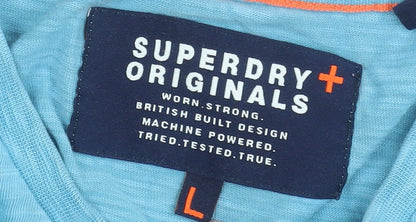 SUPERDRY +
ORIGINALS
WORN.STRONG.
BRITISH BUILT DESIGN
MACHINE POWERED.
TRIED.TESTED.TRUE.
L